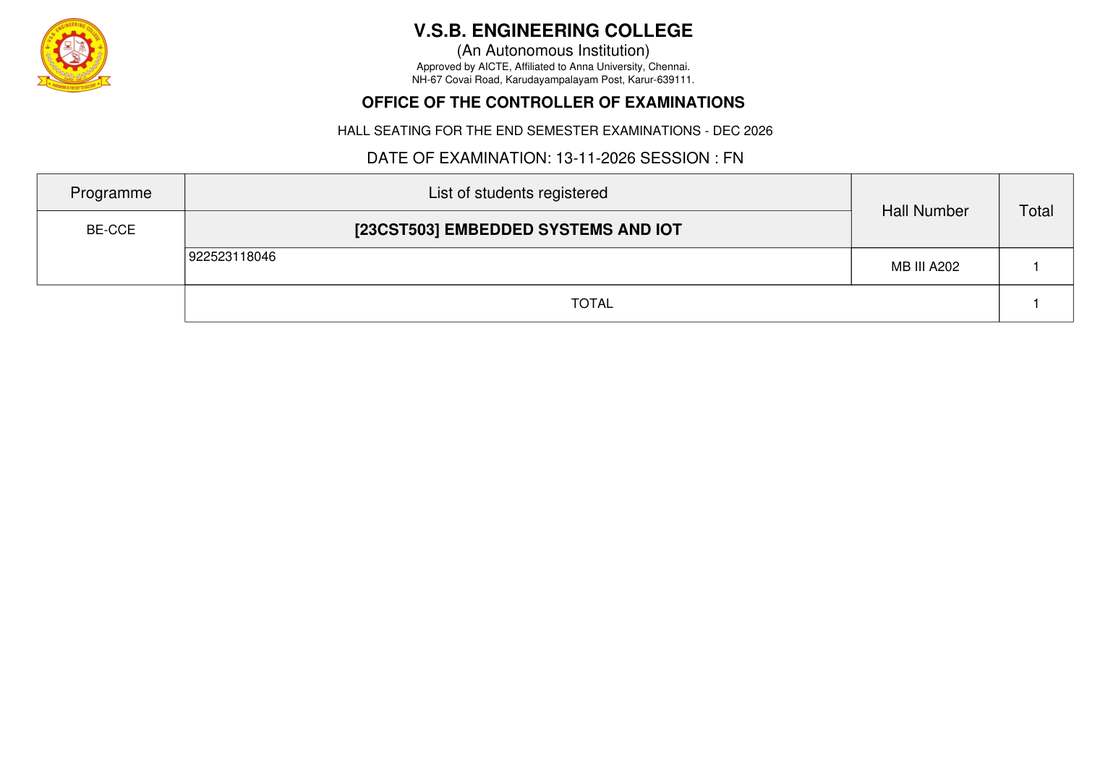 V.S.B. ENGINEERING COLLEGE
(An Autonomous Institution)
Approved by AICTE, Affiliated to Anna University, Chennai.
NH-67 Covai Road, Karudayampalayam Post, Karur-639111.
OFFICE OF THE CONTROLLER OF EXAMINATIONS
HALL SEATING FOR THE END SEMESTER EXAMINATIONS - DEC 2026
DATE OF EXAMINATION: 13-11-2026 SESSION : FN
Programme List of students registered Hall Number Total
BE-CCE [23CST503] EMBEDDED SYSTEMS AND IOT
922523118046 MB III A202 1
TOTAL 1